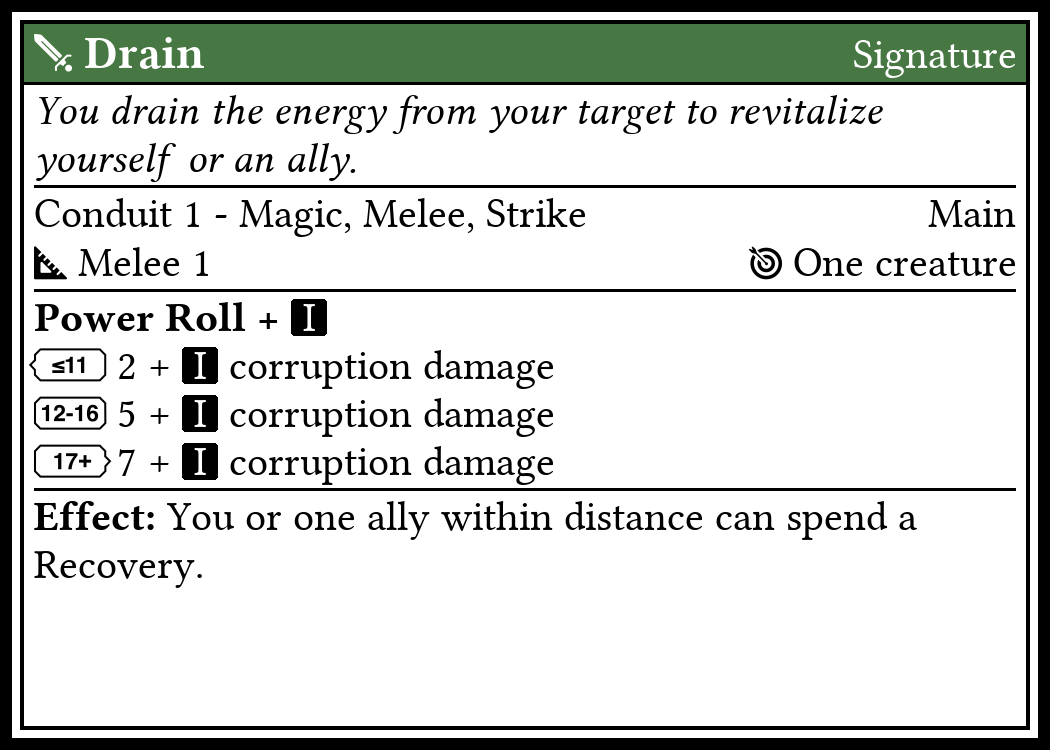 Drain Signature
You drain the energy from your target to revitalize
yourself or an ally.
Conduit 1 - Magic, Melee, Strike Main
Melee 1 One creature
Power Roll + I
≤11 2 + I corruption damage
12-16 5 + I corruption damage
17+ 7 + I corruption damage
Effect: You or one ally within distance can spend a
Recovery.